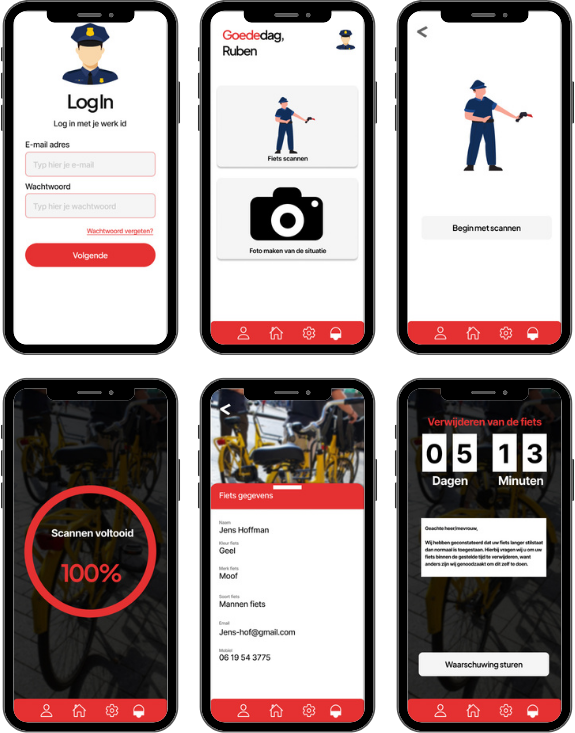 Log In
Log in met je werk id
E-mail adres
Typ hier je e-mail
Wachtwoord
Typ hier je wachtwoord
Wachtwoord vergeten?
Volgende
Goededag,
Ruben
Fiets scannen
Foto maken van de situatie
Begin met scannen
Scannen voltooid
100%
Fiets gegevens
Naam
Jens Hoffman
Kleur fiets
Geel
Merk fiets
Moof
Soort fiets
Mannen fiets
Email
Jens-hof@gmail.com
Mobiel
06 19 54 3775
Verwijderen van de fiets
05 13
Dagen Minuten
Geachte heer/mevrouw,
Wij hebben geconstateerd dat uw fiets langer stilstaat
dan normaal is toegestaan. Hierbij vragen wij u om uw
fiets binnen de gestelde tijd te verwijderen, want
anders zijn wij genoodzaakt om dit zelf te doen.
Waarschuwing sturen